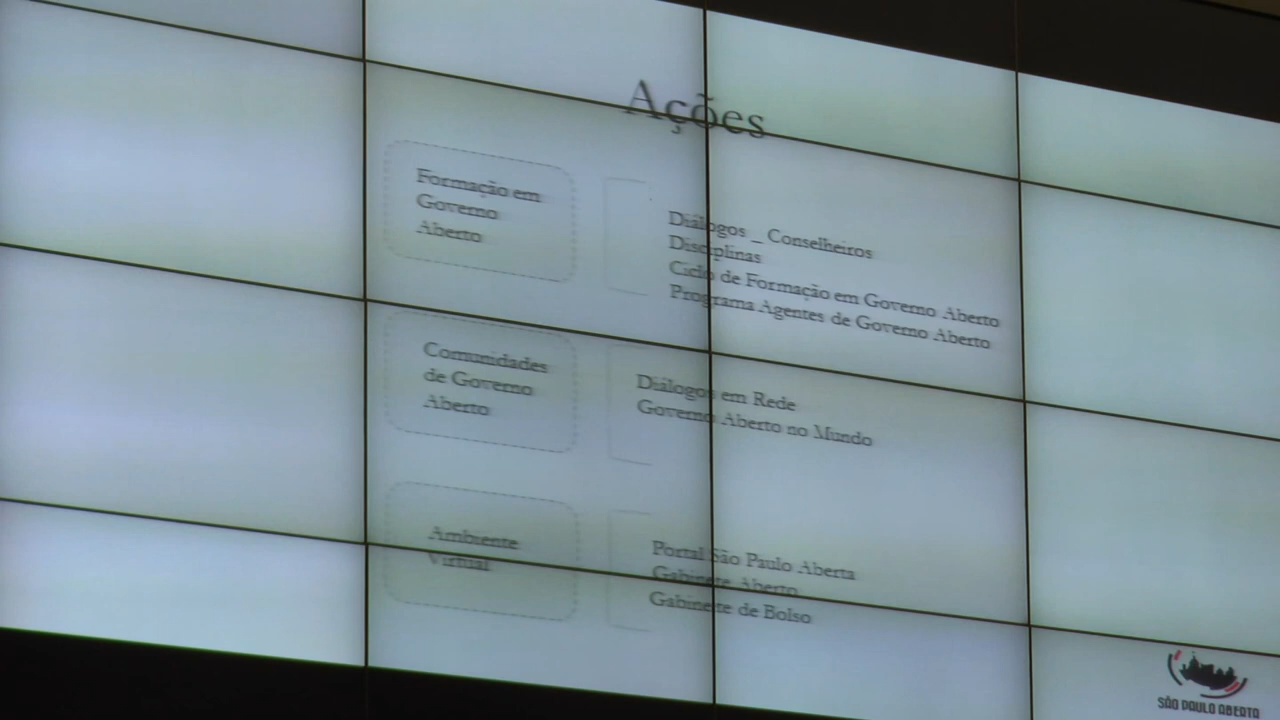 Ações
Formação em
Governo
Aberto
Diálogos _ Conselheiros
Disciplinas
Ciclo de Formação em Governo Aberto
Programa Agentes de Governo Aberto
Comunidades
de Governo
Aberto
Diálogos em Rede
Governo Aberto no Mundo
Ambiente
Virtual
Portal São Paulo Aberta
Gabinete Aberto
Gabinete de Bolso
SÃO PAULO ABERTA